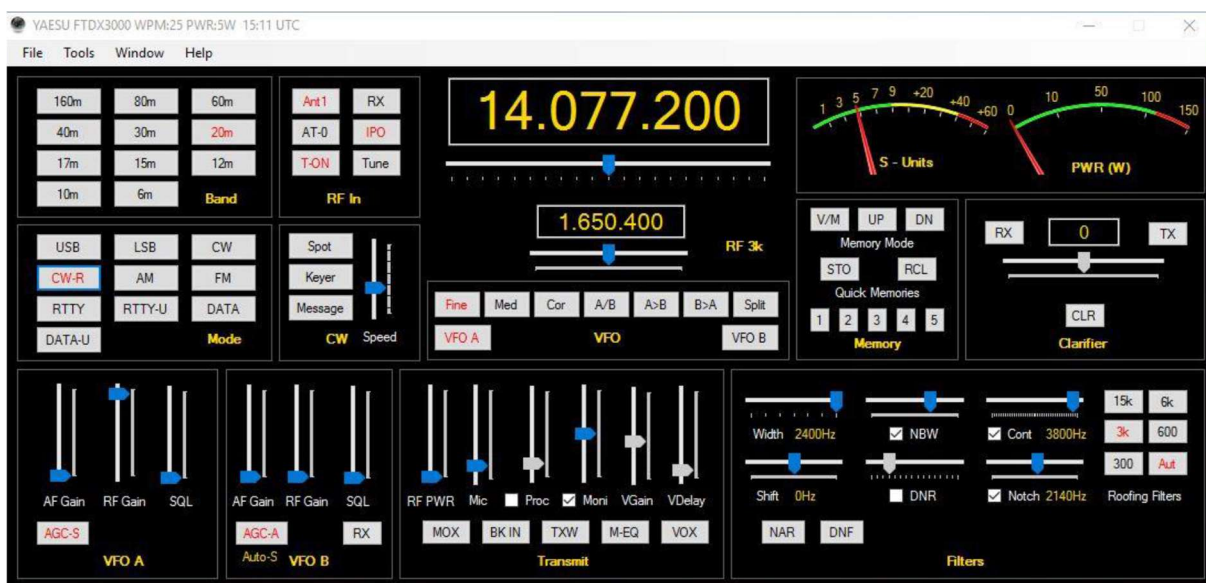 YAESU FTDX3000 WPM:25 PWR:5W 15:11 UTC
File Tools Window Help
160m 80m 60m
40m 30m 20m
17m 15m 12m
10m 6m Band
Ant1 RX
AT-0 IPO
T-ON Tune
RF In
14.077.200
1.650.400
RF 3k
Fine Med Cor A/B A>B B>A Split
VFO A VFO VFO B
1 3 5 7 9 +20 +40 +60
S - Units
0 10 50 100 150
PWR (W)
USB LSB CW
CW-R AM FM
RTTY RTTY-U DATA
DATA-U Mode
Spot
Keyer
Message
CW Speed
V/M UP DN
Memory Mode
STO RCL
Quick Memories
1 2 3 4 5
Memory
RX 0 TX
CLR
Clarifier
AF Gain RF Gain SQL
AGC-S
VFO A
AF Gain RF Gain SQL
AGC-A RX
Auto-S VFO B
RF PWR Mic Proc Moni VGain VDelay
MOX BK IN TXW M-EQ VOX
Transmit
Width 2400Hz NBW Cont 3800Hz
Shift 0Hz DNR Notch 2140Hz
NAR DNF
15k 6k
3k 600
300 Aut
Roofing Filters
Filters